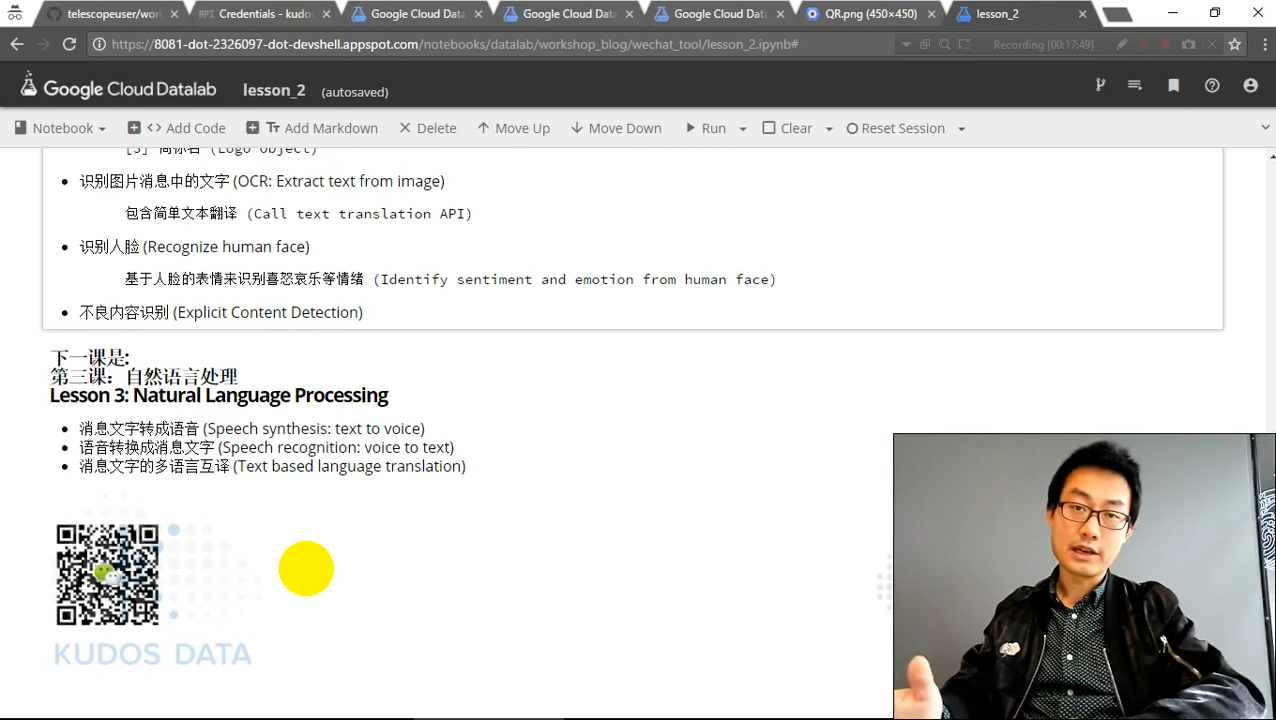 telescopeuser/wor
Credentials - kudos
Google Cloud Data
Google Cloud Data
Google Cloud Data
QR.png (450×450)
lesson_2
https://8081-dot-2326097-dot-devshell.appspot.com/notebooks/datalab/workshop_blog/wechat_tool/lesson_2.ipynb#
Recording [00:17:49]
Google Cloud Datalab
lesson_2
(autosaved)
Notebook
<> Add Code
Tт Add Markdown
Delete
Move Up
Move Down
Run
Clear
Reset Session
(Logo Object)
• 识别图片消息中的文字 (OCR: Extract text from image)
包含简单文本翻译 (Call text translation API)
• 识别人脸 (Recognize human face)
基于人脸的表情来识别喜怒哀乐等情绪 (Identify sentiment and emotion from human face)
• 不良内容识别 (Explicit Content Detection)
下一课是:
第三课：自然语言处理
Lesson 3: Natural Language Processing
• 消息文字转成语音 (Speech synthesis: text to voice)
• 语音转换成消息文字 (Speech recognition: voice to text)
• 消息文字的多语言互译 (Text based language translation)
KUDOS DATA